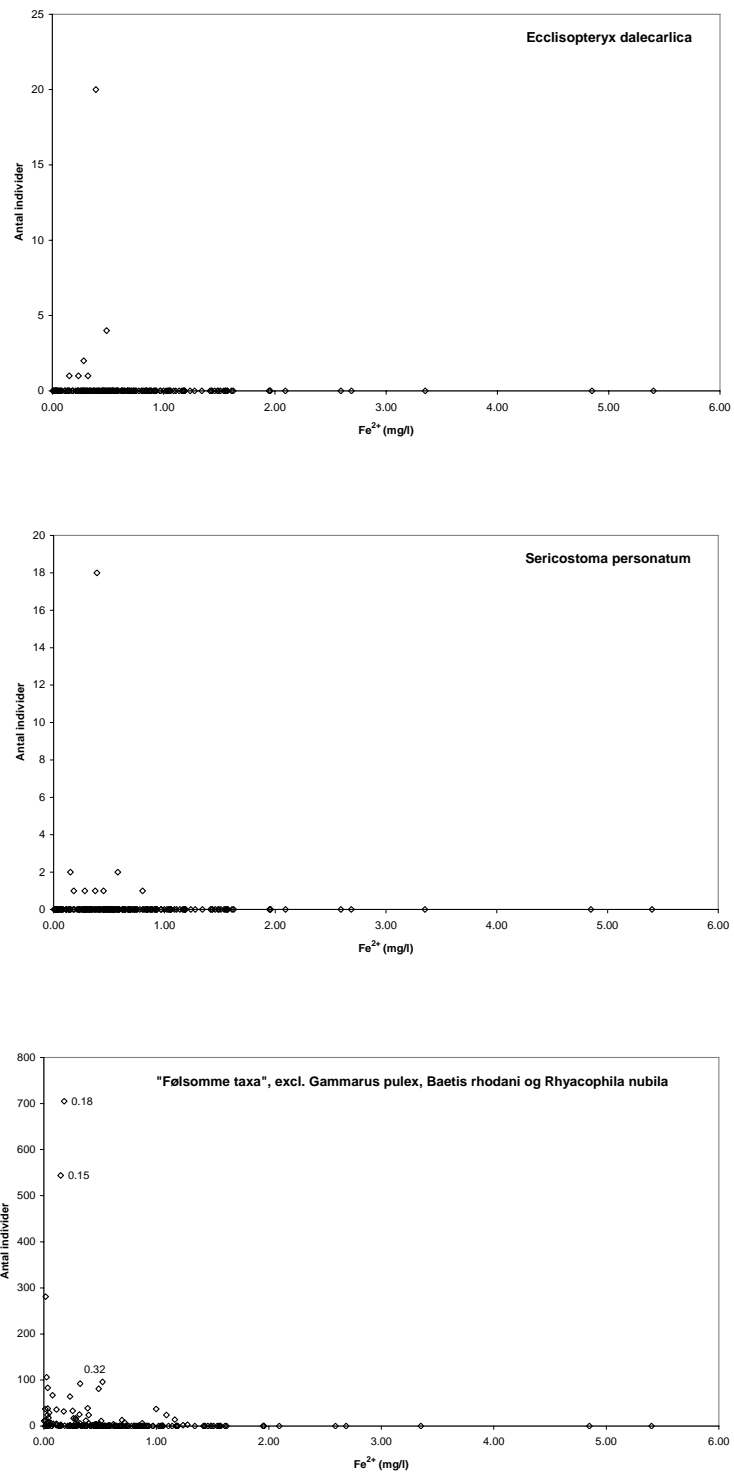 Ecclisopteryx dalecarlica
25
20
15
10
5
0
Antal individer
0.00 1.00 2.00 3.00 4.00 5.00 6.00
Fe²⁺ (mg/l)
Sericostoma personatum
20
18
16
14
12
10
8
6
4
2
0
Antal individer
0.00 1.00 2.00 3.00 4.00 5.00 6.00
Fe²⁺ (mg/l)
"Følsomme taxa", excl. Gammarus pulex, Baetis rhodani og Rhyacophila nubila
800
700
600
500
400
300
200
100
0
Antal individer
0.18
0.15
0.32
0.00 1.00 2.00 3.00 4.00 5.00 6.00
Fe²⁺ (mg/l)